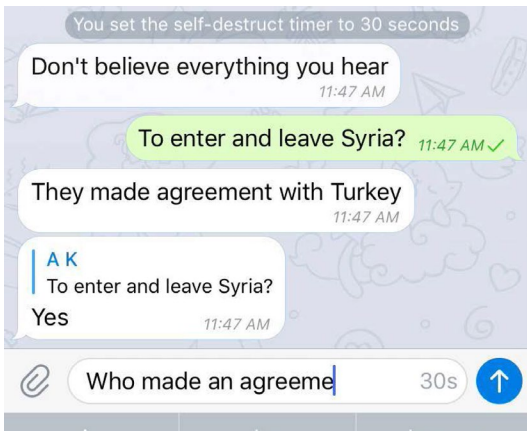 You set the self-destruct timer to 30 seconds
Don't believe everything you hear
11:47 AM
To enter and leave Syria? 11:47 AM
They made agreement with Turkey
11:47 AM
A K
To enter and leave Syria?
Yes 11:47 AM
Who made an agreeme 30s